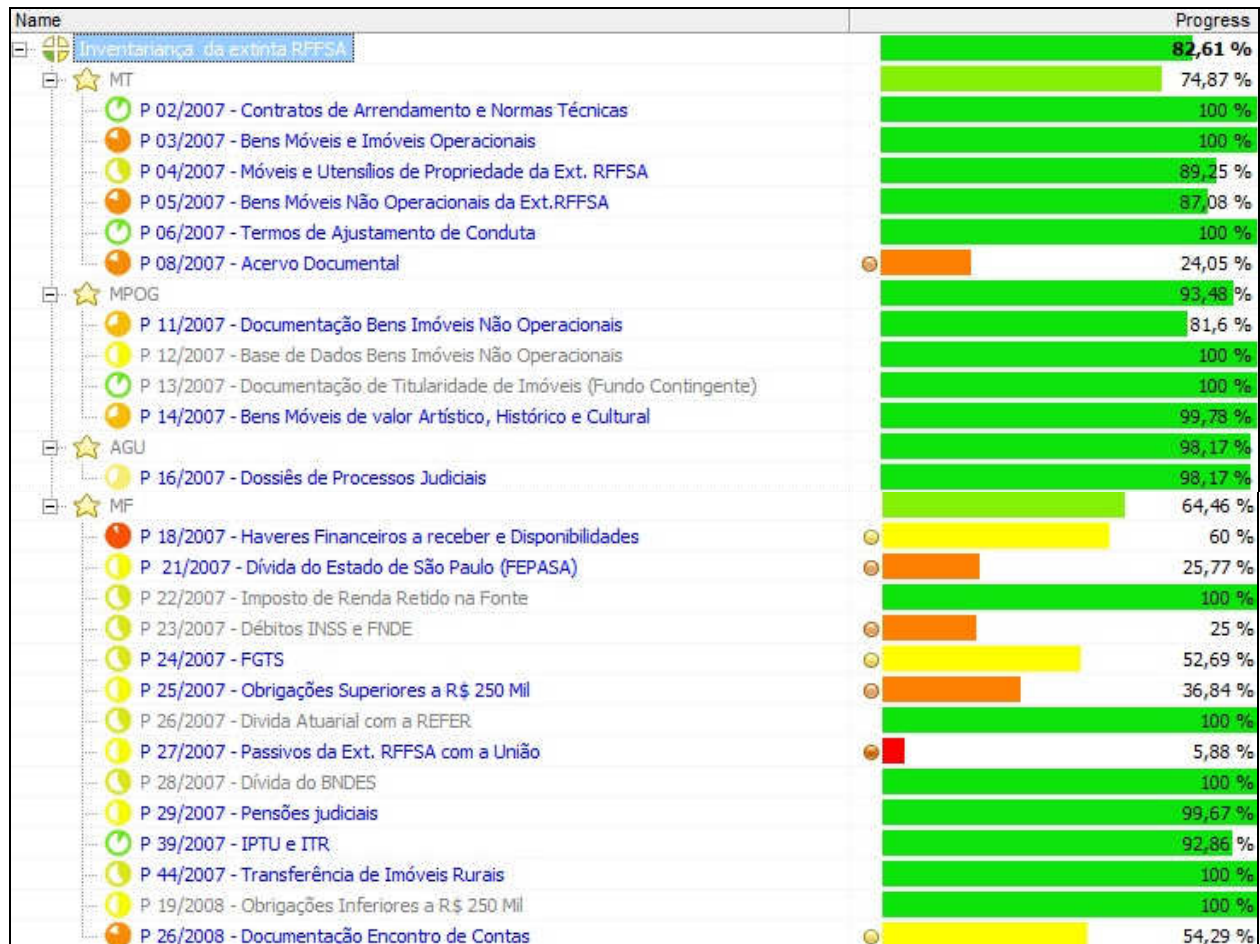 Name Progress
Inventariança da extinta RFFSA 82,61 %
MT 74,87 %
P 02/2007 - Contratos de Arrendamento e Normas Técnicas 100 %
P 03/2007 - Bens Móveis e Imóveis Operacionais 100 %
P 04/2007 - Móveis e Utensílios de Propriedade da Ext. RFFSA 89,25 %
P 05/2007 - Bens Móveis Não Operacionais da Ext.RFFSA 87,08 %
P 06/2007 - Termos de Ajustamento de Conduta 100 %
P 08/2007 - Acervo Documental 24,05 %
MPOG 93,48 %
P 11/2007 - Documentação Bens Imóveis Não Operacionais 81,6 %
P 12/2007 - Base de Dados Bens Imóveis Não Operacionais 100 %
P 13/2007 - Documentação de Titularidade de Imóveis (Fundo Contingente) 100 %
P 14/2007 - Bens Móveis de valor Artístico, Histórico e Cultural 99,78 %
AGU 98,17 %
P 16/2007 - Dossiês de Processos Judiciais 98,17 %
MF 64,46 %
P 18/2007 - Haveres Financeiros a receber e Disponibilidades 60 %
P 21/2007 - Dívida do Estado de São Paulo (FEPASA) 25,77 %
P 22/2007 - Imposto de Renda Retido na Fonte 100 %
P 23/2007 - Débitos INSS e FNDE 25 %
P 24/2007 - FGTS 52,69 %
P 25/2007 - Obrigações Superiores a R$ 250 Mil 36,84 %
P 26/2007 - Divida Atuarial com a REFER 100 %
P 27/2007 - Passivos da Ext. RFFSA com a União 5,88 %
P 28/2007 - Dívida do BNDES 100 %
P 29/2007 - Pensões judiciais 99,67 %
P 39/2007 - IPTU e ITR 92,86 %
P 44/2007 - Transferência de Imóveis Rurais 100 %
P 19/2008 - Obrigações Inferiores a R$ 250 Mil 100 %
P 26/2008 - Documentação Encontro de Contas 54,29 %